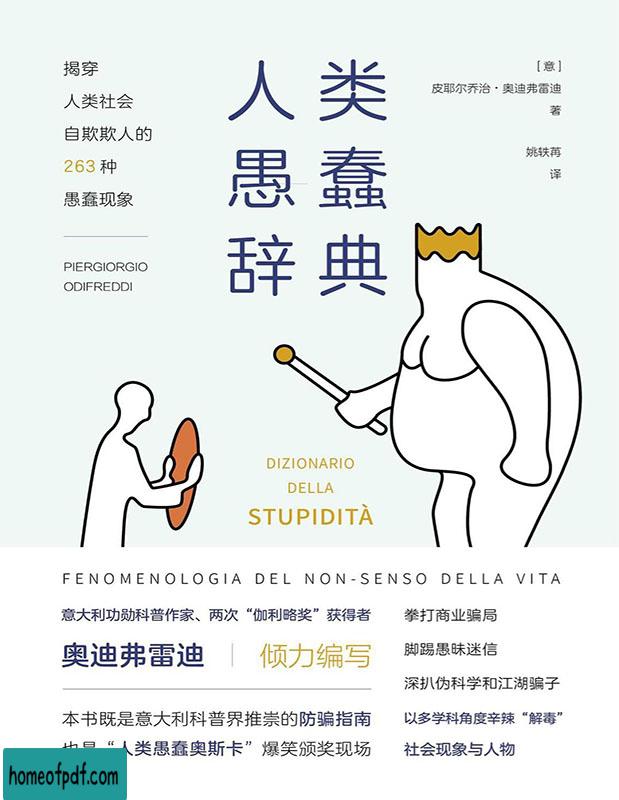 揭穿
人类社会
自欺欺人的
263 种
愚蠢现象
PIERGIORGIO
ODIFREDDI
人类
愚蠢
辞典
[ 意 ]
皮耶尔乔治·奥迪弗雷迪
著
姚轶苒
译
DIZIONARIO
DELLA
STUPIDITÀ
FENOMENOLOGIA DEL NON-SENSO DELLA VITA
意大利功勋科普作家、两次“伽利略奖”获得者
奥迪弗雷迪 | 倾力编写
本书既是意大利科普界推崇的防骗指南
也是“人类愚蠢奥斯卡”爆笑颁奖现场
拳打商业骗局
脚踢愚昧迷信
深扒伪科学和江湖骗子
以多学科角度辛辣“解毒”
社会现象与人物
homeofpdf.com